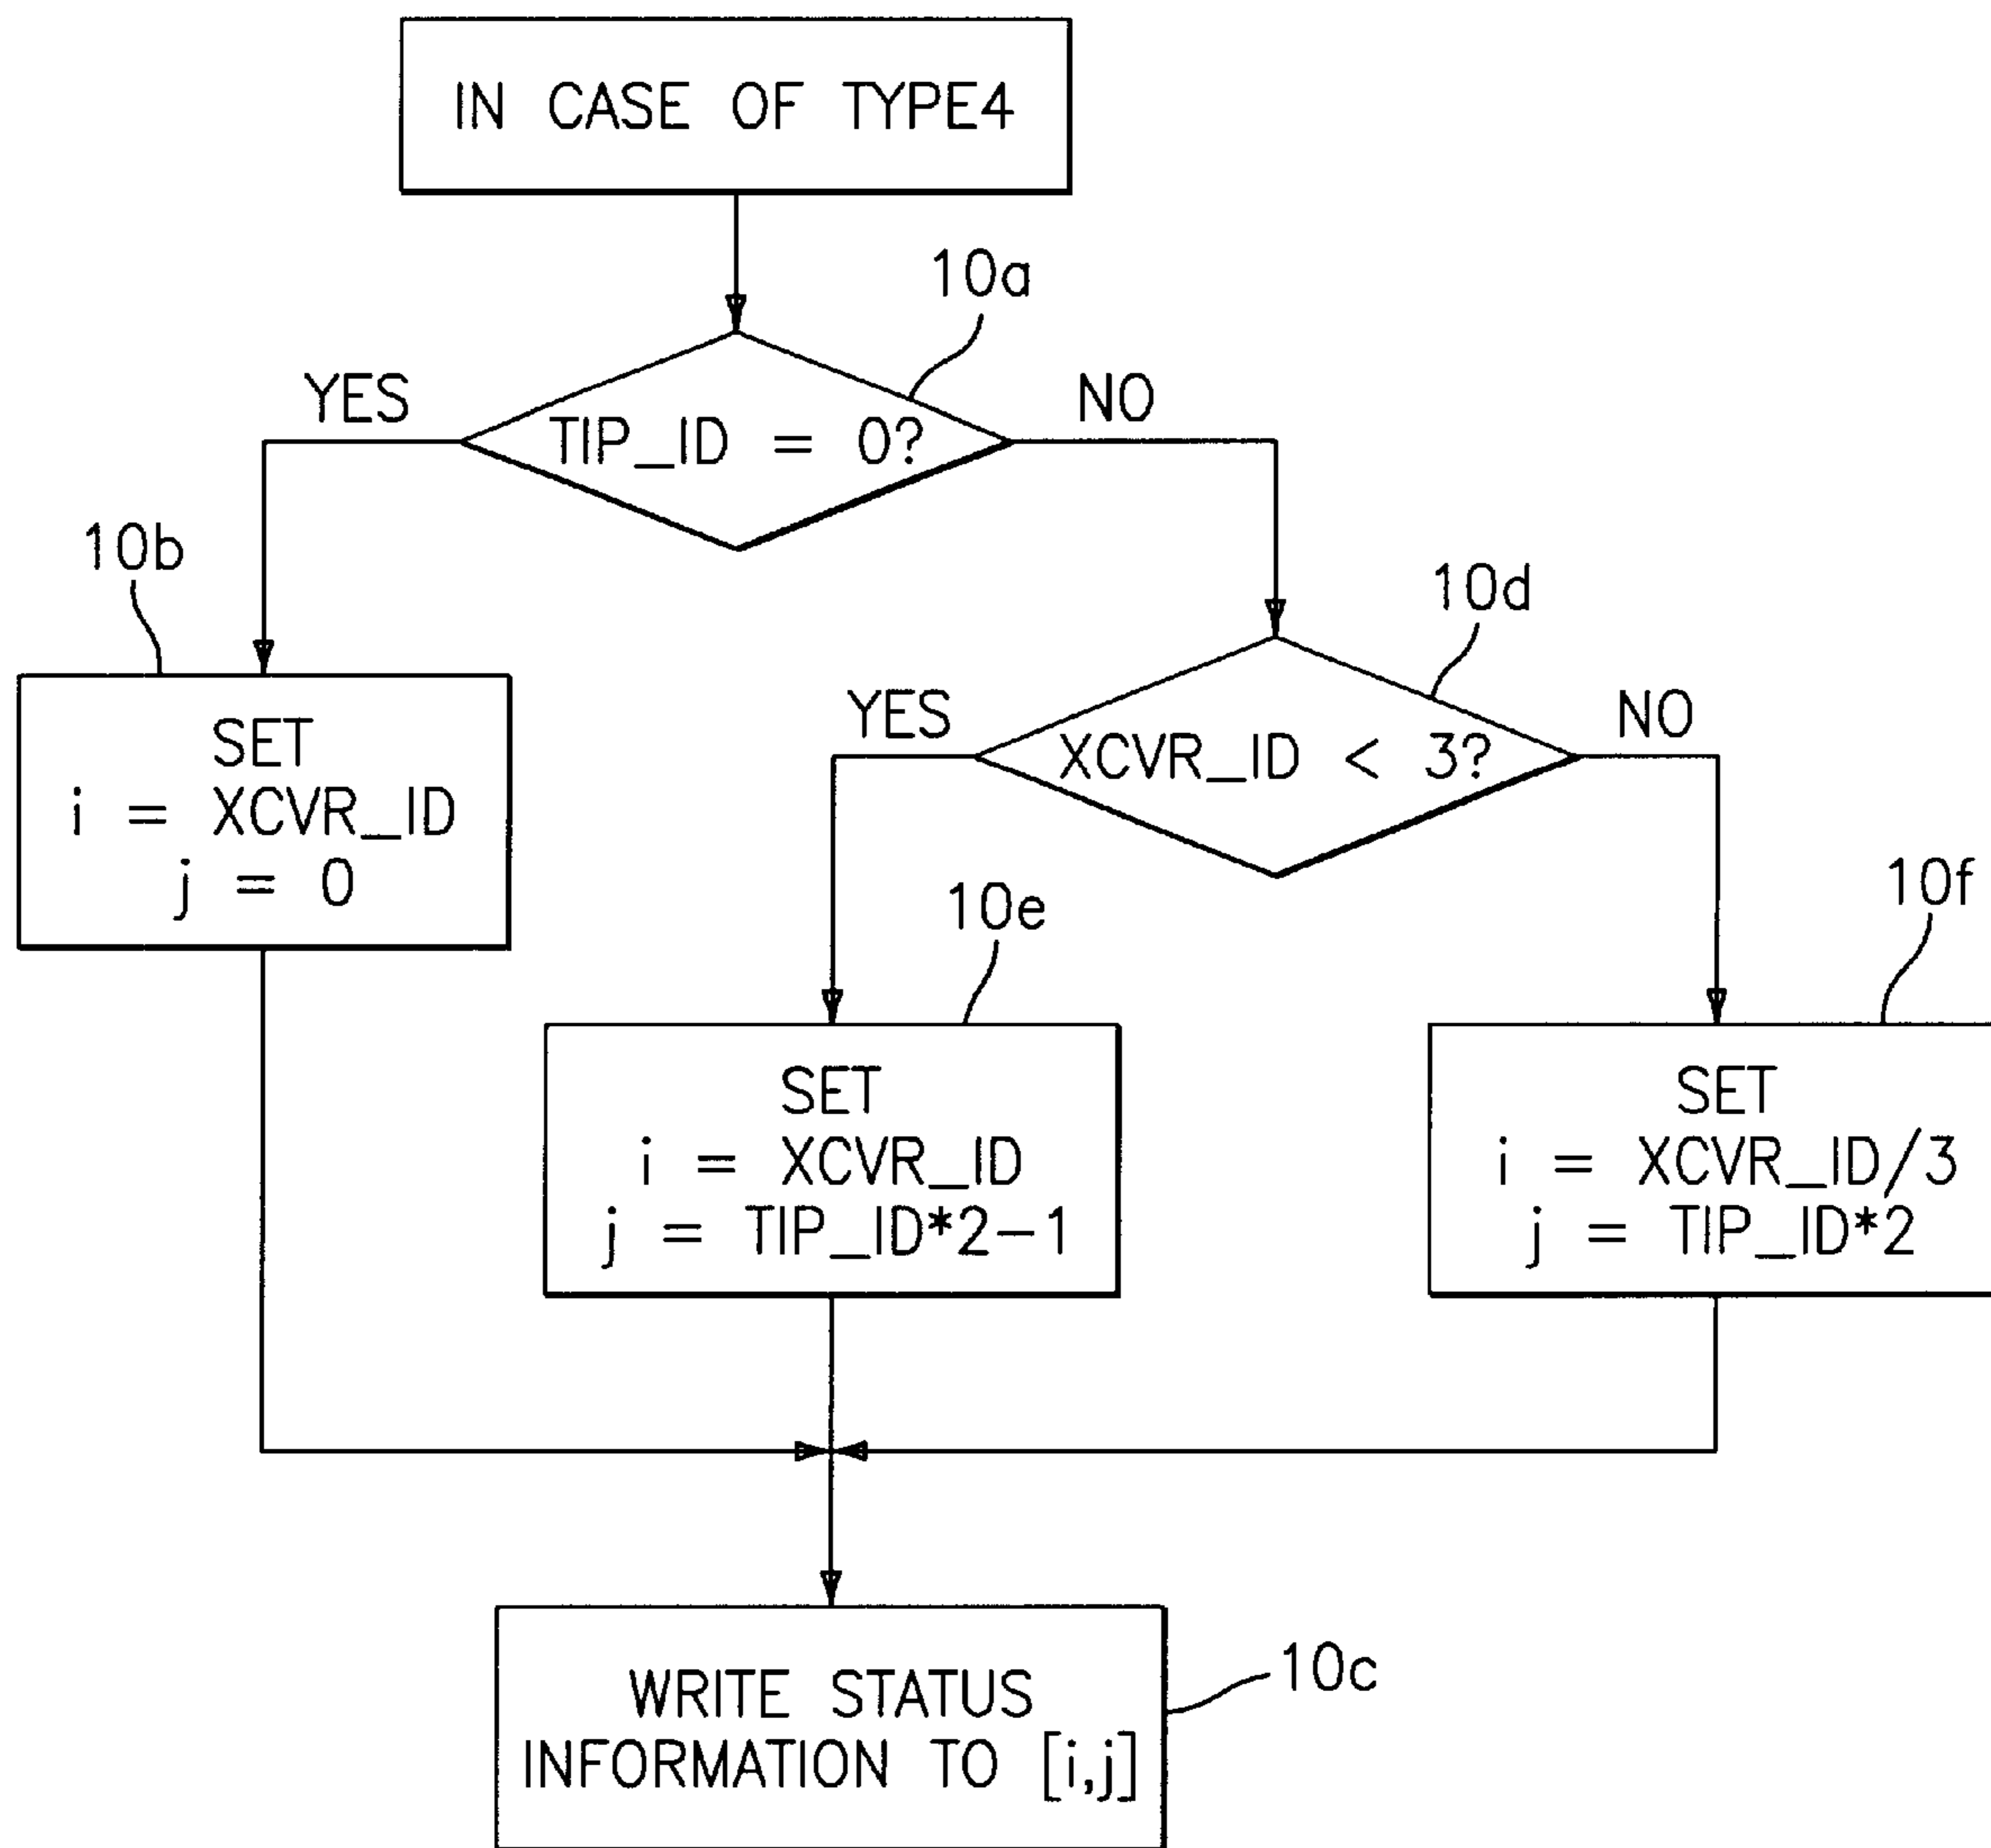 IN CASE OF TYPE4
10a
YES
NO
TIP_ID = 0?
10b
10d
YES
NO
XCVR_ID < 3?
SET
i = XCVR_ID
j = 0
10e
10f
SET
i = XCVR_ID
j = TIP_ID*2-1
SET
i = XCVR_ID/3
j = TIP_ID*2
WRITE STATUS
INFORMATION TO [i,j]
10c